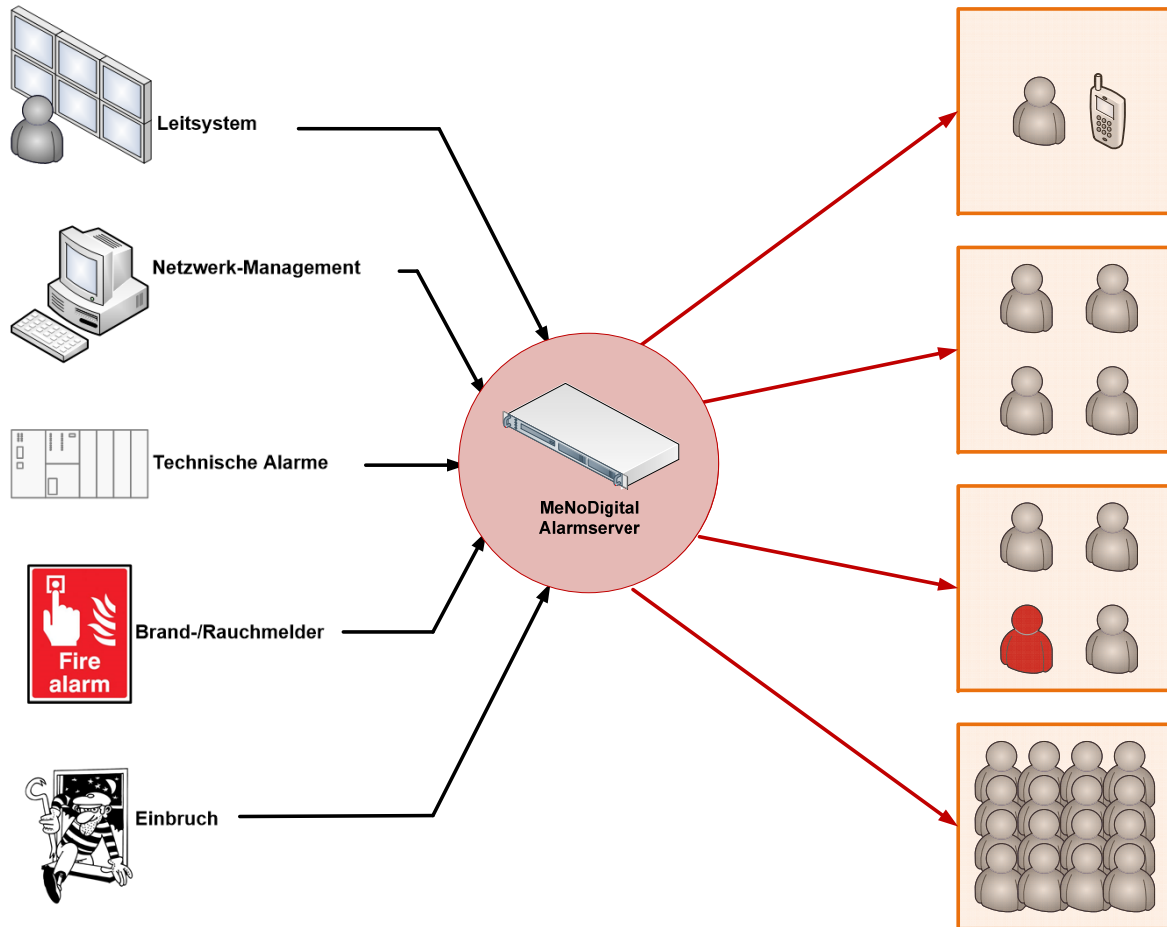 Leitsystem
Netzwerk-Management
Technische Alarme
MeNoDigital
Alarmserver
Brand-/Rauchmelder
Fire
alarm
Einbruch